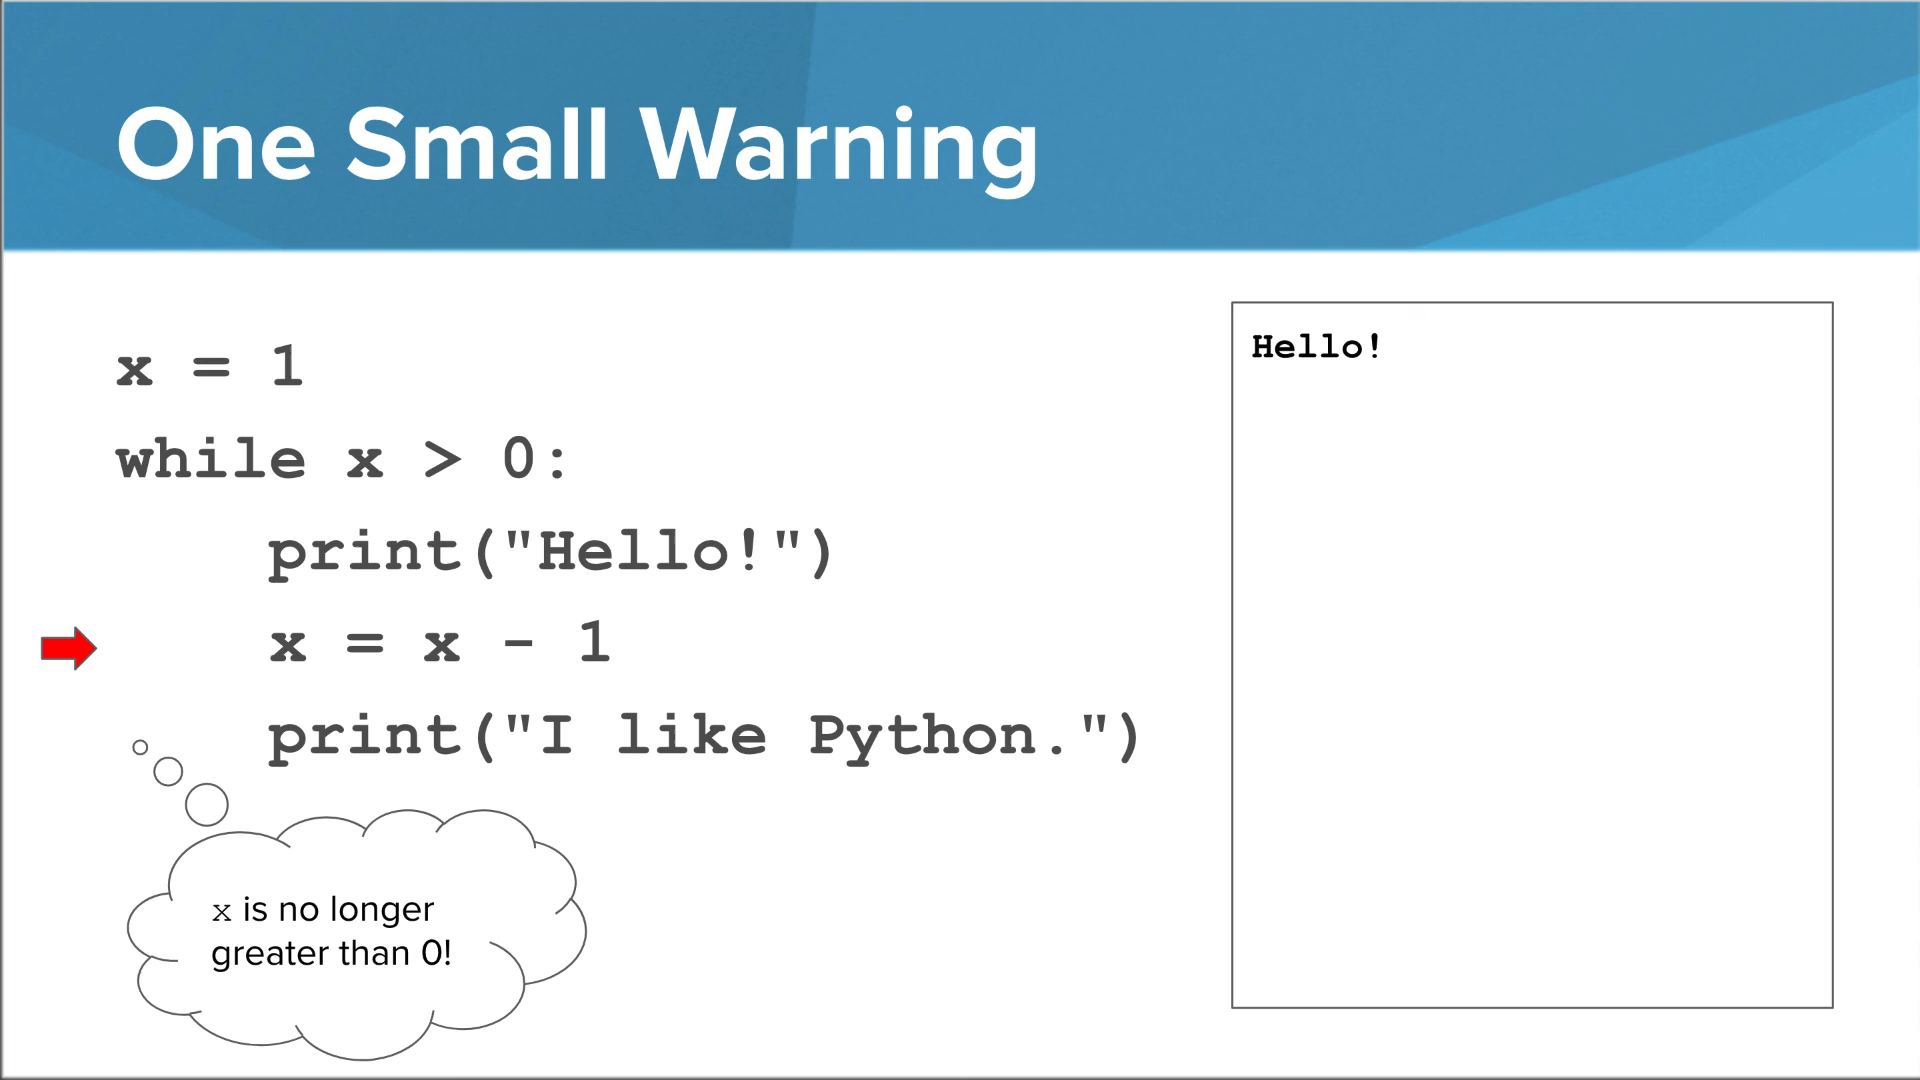 One Small Warning
x = 1
while x > 0:
    print("Hello!")
    x = x - 1
    print("I like Python.")
x is no longer
greater than 0!
Hello!